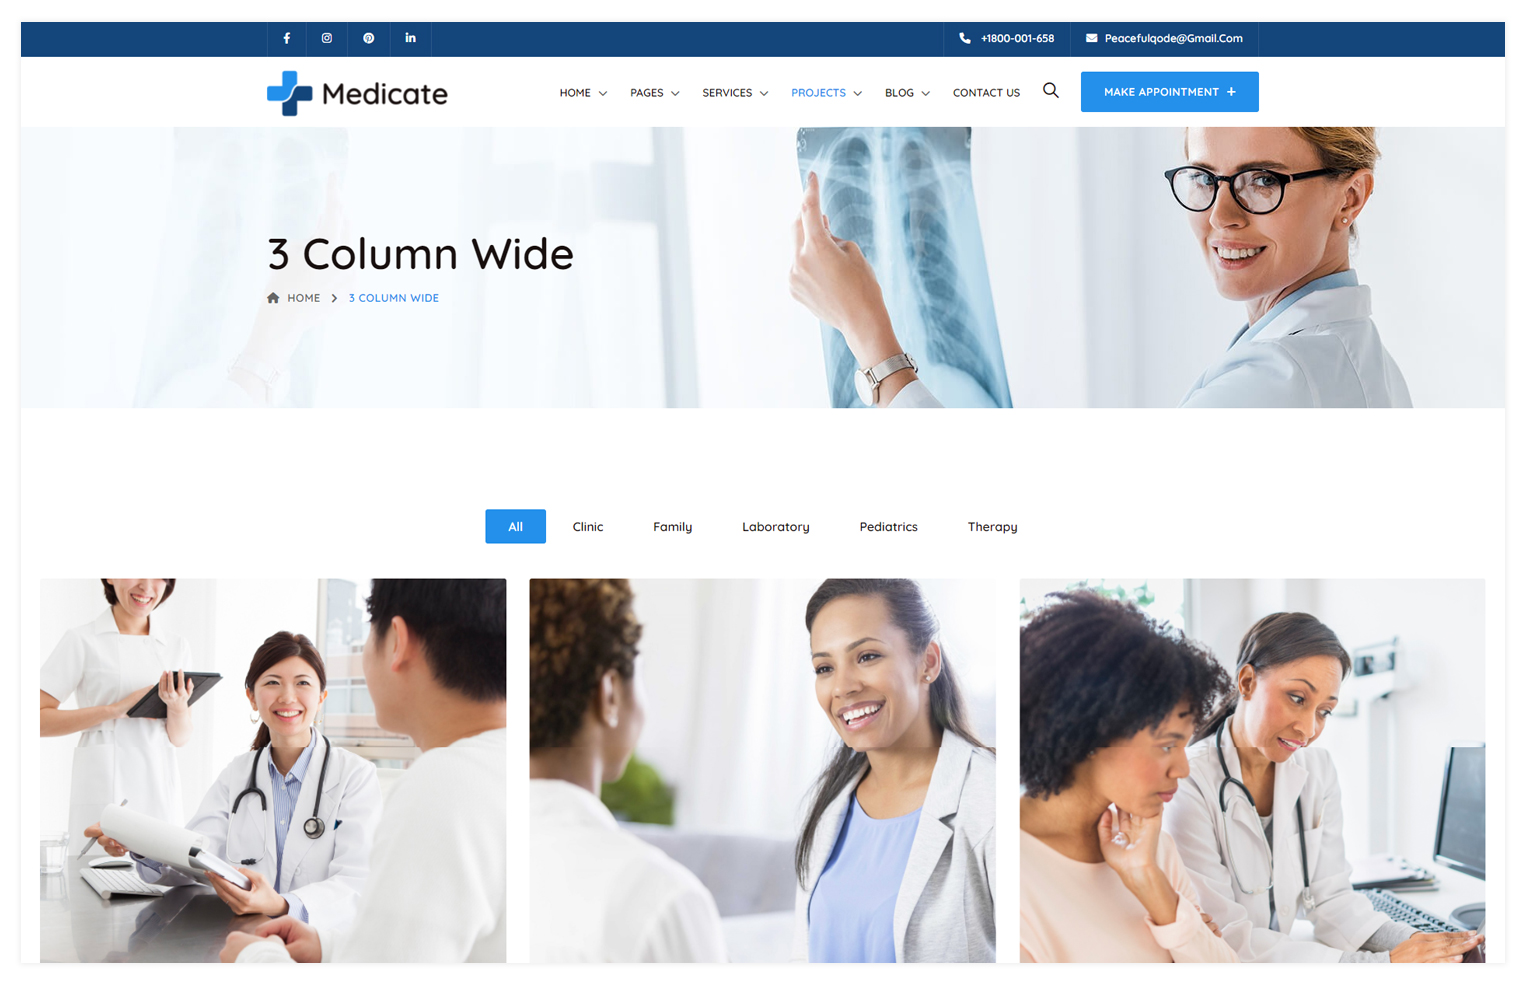 +1800-001-658 Peacefulqode@Gmail.Com
Medicate HOME PAGES SERVICES PROJECTS BLOG CONTACT US MAKE APPOINTMENT +
3 Column Wide
HOME > 3 COLUMN WIDE
All Clinic Family Laboratory Pediatrics Therapy